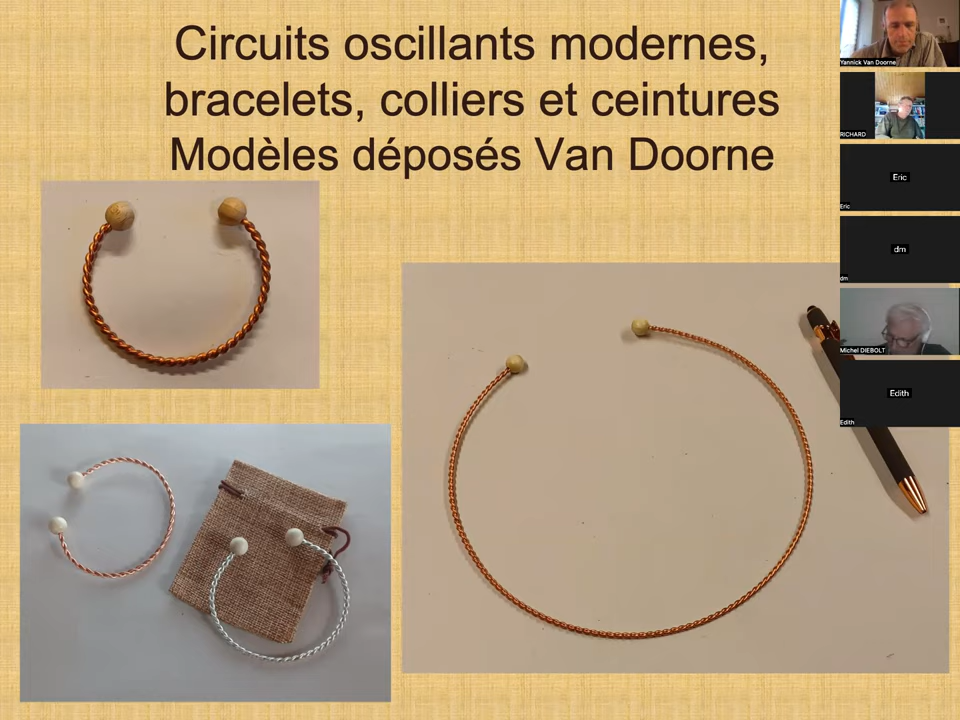 Circuits oscillants modernes,
bracelets, colliers et ceintures
Modèles déposés Van Doorne
Yannick Van Doorne
RICHARD
Eric
Eric
dm
dm
Michel DIEBOLT
Edith
Edith